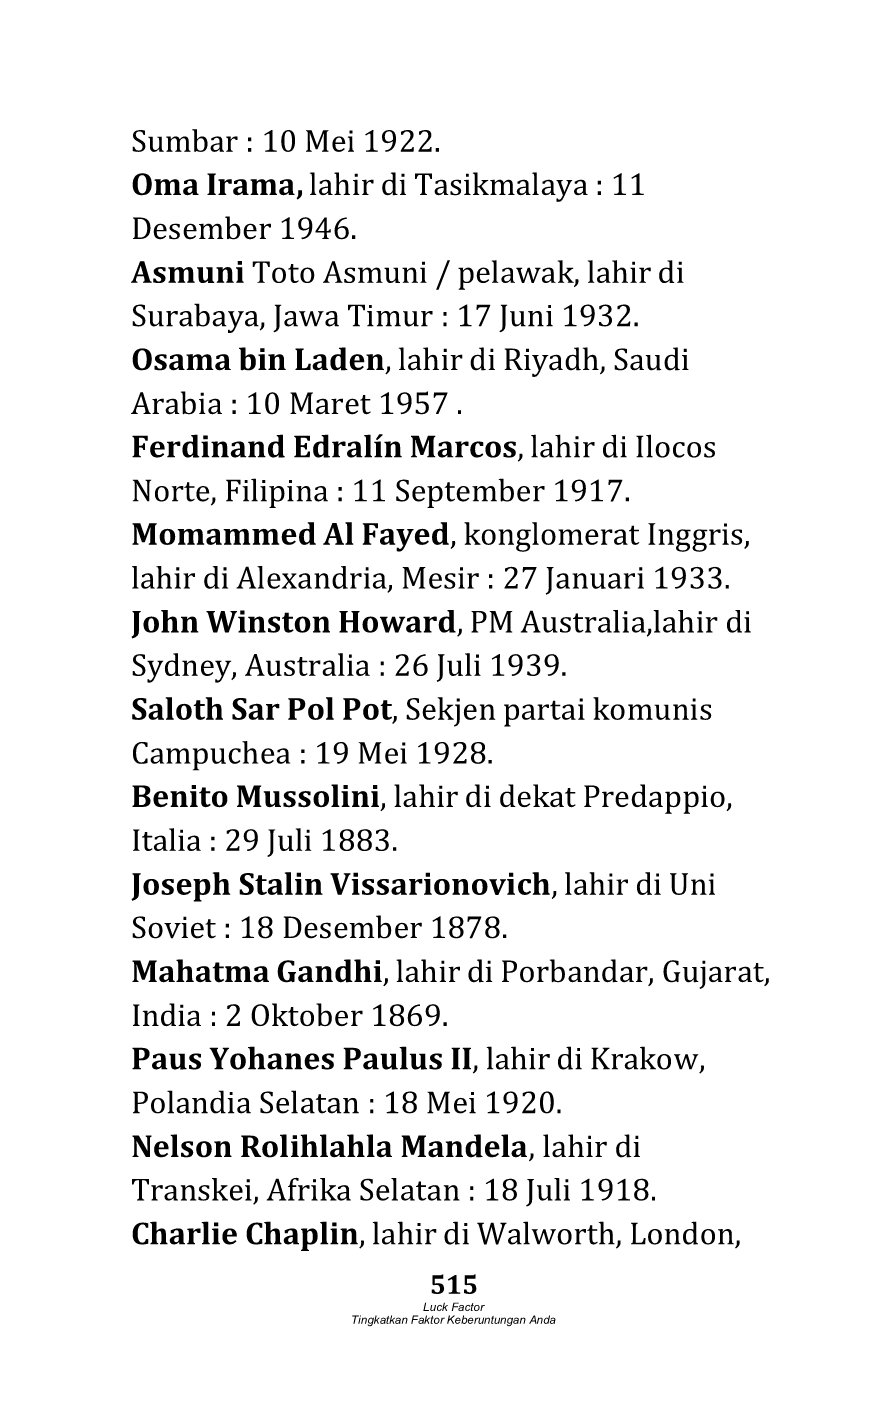 Sumbar : 10 Mei 1922.
Oma Irama, lahir di Tasikmalaya : 11
Desember 1946.
Asmuni Toto Asmuni / pelawak, lahir di
Surabaya, Jawa Timur : 17 Juni 1932.
Osama bin Laden, lahir di Riyadh, Saudi
Arabia : 10 Maret 1957 .
Ferdinand Edralín Marcos, lahir di Ilocos
Norte, Filipina : 11 September 1917.
Momammed Al Fayed, konglomerat Inggris,
lahir di Alexandria, Mesir : 27 Januari 1933.
John Winston Howard, PM Australia,lahir di
Sydney, Australia : 26 Juli 1939.
Saloth Sar Pol Pot, Sekjen partai komunis
Campuchea : 19 Mei 1928.
Benito Mussolini, lahir di dekat Predappio,
Italia : 29 Juli 1883.
Joseph Stalin Vissarionovich, lahir di Uni
Soviet : 18 Desember 1878.
Mahatma Gandhi, lahir di Porbandar, Gujarat,
India : 2 Oktober 1869.
Paus Yohanes Paulus II, lahir di Krakow,
Polandia Selatan : 18 Mei 1920.
Nelson Rolihlahla Mandela, lahir di
Transkei, Afrika Selatan : 18 Juli 1918.
Charlie Chaplin, lahir di Walworth, London,
515
Luck Factor
Tingkatkan Faktor Keberuntungan Anda